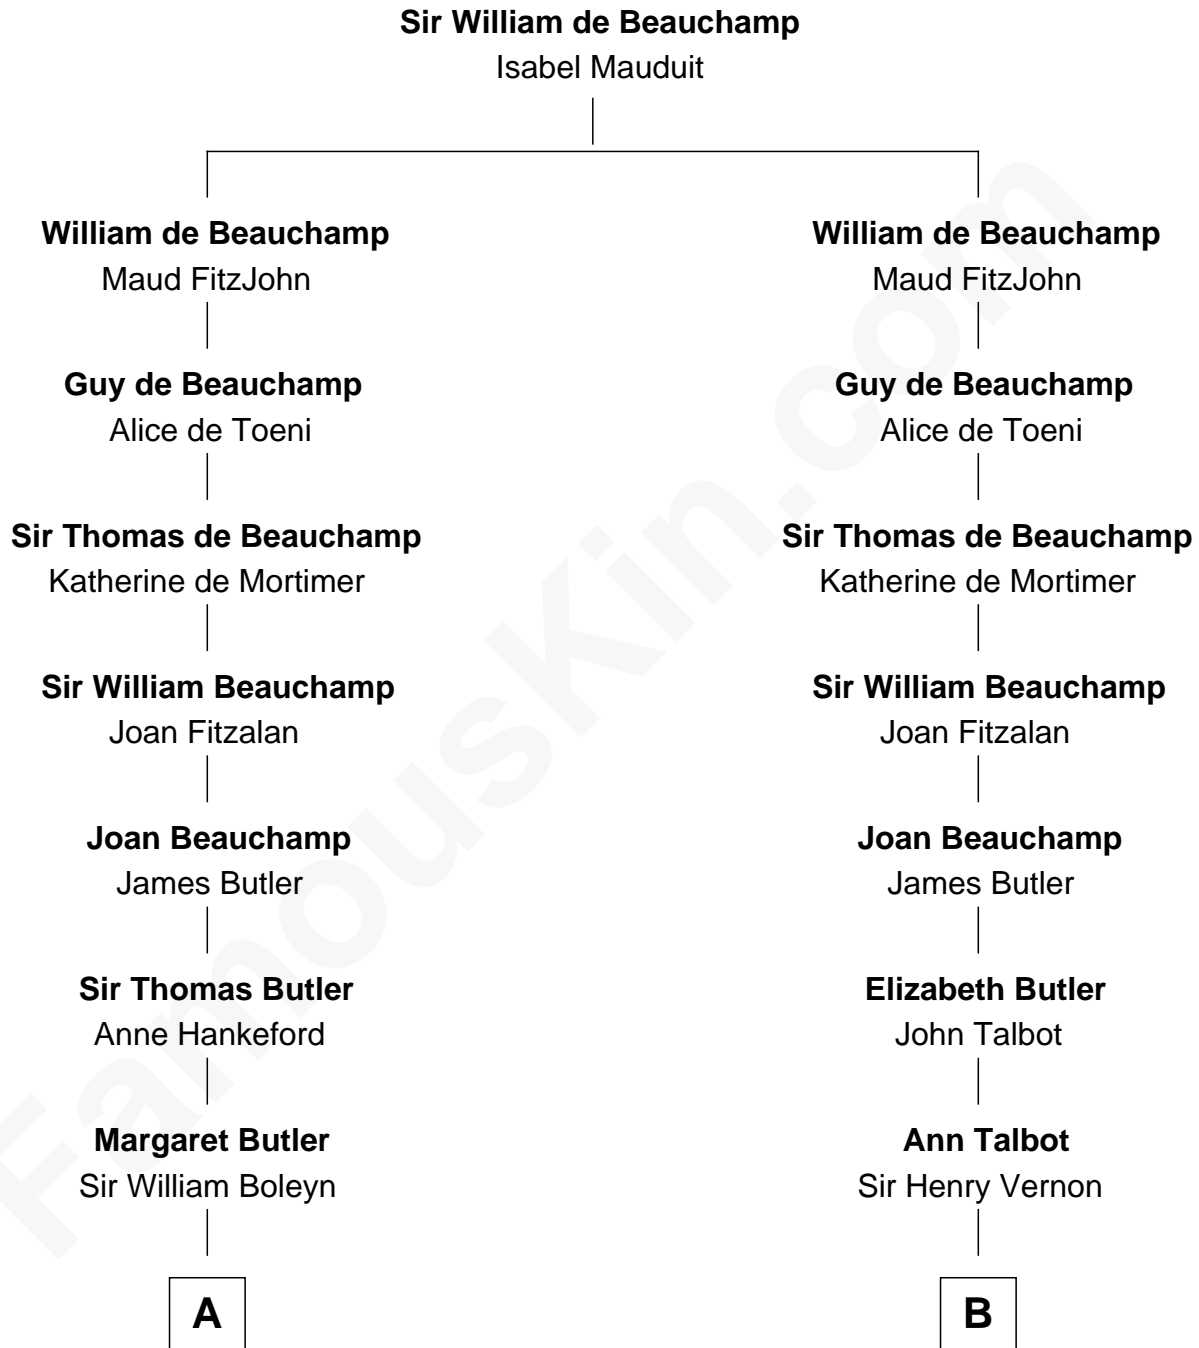 Sir William de Beauchamp
Isabel Mauduit
William de Beauchamp
Maud FitzJohn
Guy de Beauchamp
Alice de Toeni
Sir Thomas de Beauchamp
Katherine de Mortimer
Sir William Beauchamp
Joan Fitzalan
Joan Beauchamp
James Butler
Sir Thomas Butler
Anne Hankeford
Margaret Butler
Sir William Boleyn
A
William de Beauchamp
Maud FitzJohn
Guy de Beauchamp
Alice de Toeni
Sir Thomas de Beauchamp
Katherine de Mortimer
Sir William Beauchamp
Joan Fitzalan
Joan Beauchamp
James Butler
Elizabeth Butler
John Talbot
Ann Talbot
Sir Henry Vernon
B
FamousKin.com